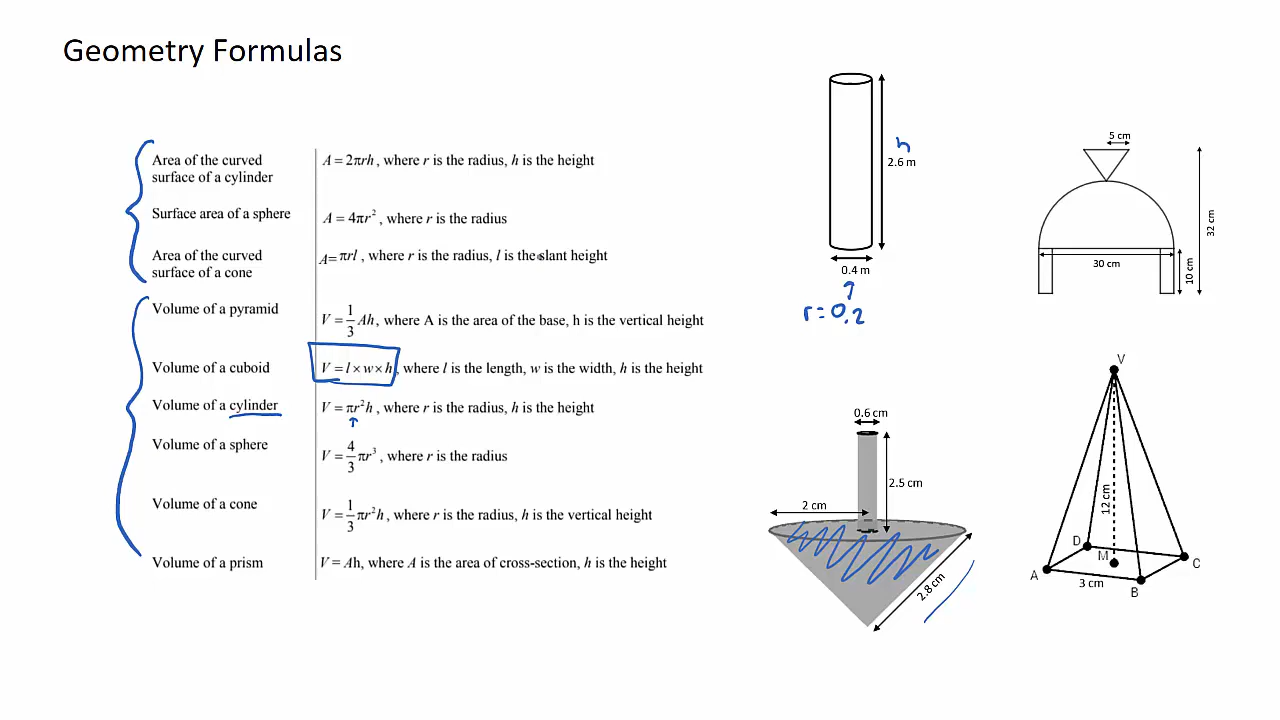 Geometry Formulas
Area of the curved
surface of a cylinder
A = 2πrh, where r is the radius, h is the height
Surface area of a sphere
A = 4πr², where r is the radius
Area of the curved
surface of a cone
A= πrl, where r is the radius, l is the slant height
Volume of a pyramid
V = 1/3 Ah, where A is the area of the base, h is the vertical height
Volume of a cuboid
V = l × w × h, where l is the length, w is the width, h is the height
Volume of a cylinder
V = πr²h, where r is the radius, h is the height
Volume of a sphere
V = 4/3 πr³, where r is the radius
Volume of a cone
V = 1/3 πr²h, where r is the radius, h is the vertical height
Volume of a prism
V = Ah, where A is the area of cross-section, h is the height
h
2.6 m
0.4 m
r = 0.2
5 cm
32 cm
30 cm
10 cm
0.6 cm
2.5 cm
2 cm
2.8 cm
V
12 cm
D
M
C
A
3 cm
B